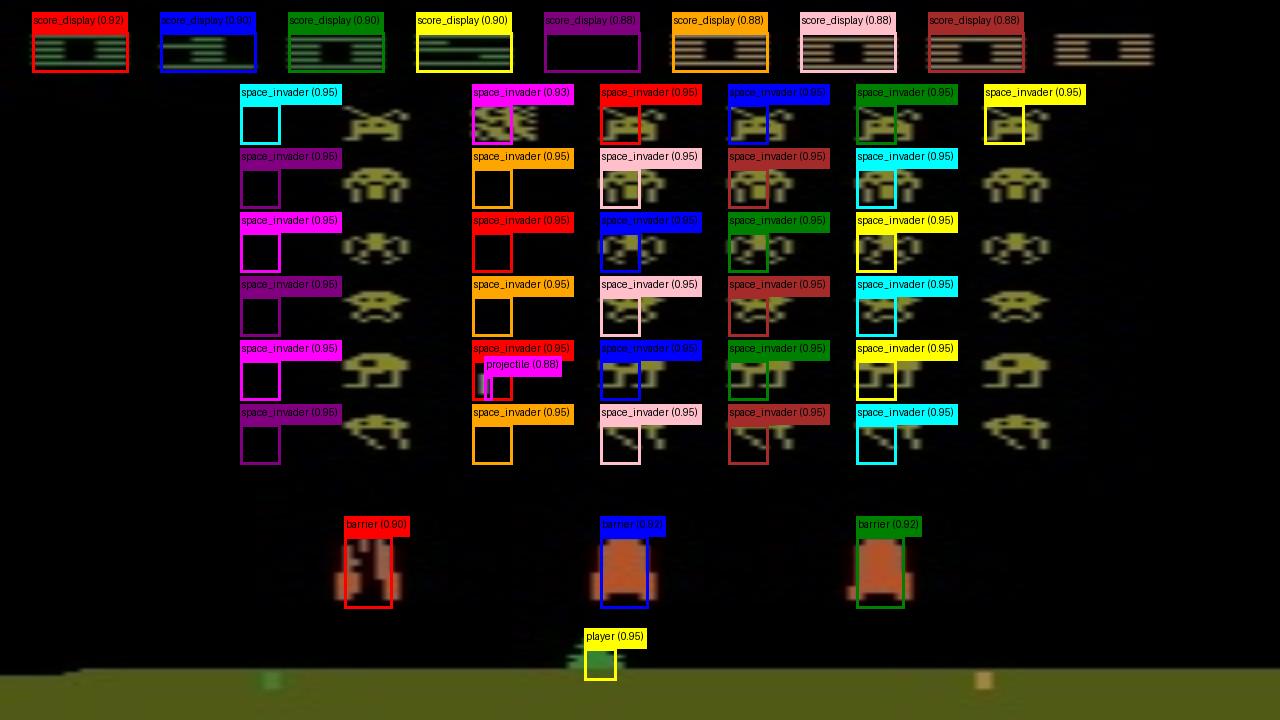 score_display (0.92) score_display (0.90) score_display (0.90) score_display (0.90) score_display (0.88) score_display (0.88) score_display (0.88) score_display (0.88)
space_invader (0.95) space_invader (0.93) space_invader (0.95) space_invader (0.95) space_invader (0.95) space_invader (0.95)
space_invader (0.95) space_invader (0.95) space_invader (0.95) space_invader (0.95) space_invader (0.95)
space_invader (0.95) space_invader (0.95) space_invader (0.95) space_invader (0.95) space_invader (0.95)
space_invader (0.95) space_invader (0.95) space_invader (0.95) space_invader (0.95) space_invader (0.95)
space_invader (0.95) space_invader (0.95) space_invader (0.95) space_invader (0.95) space_invader (0.95)
projectile (0.88)
space_invader (0.95) space_invader (0.95) space_invader (0.95) space_invader (0.95) space_invader (0.95)
barrier (0.90) barrier (0.92) barrier (0.92)
player (0.95)